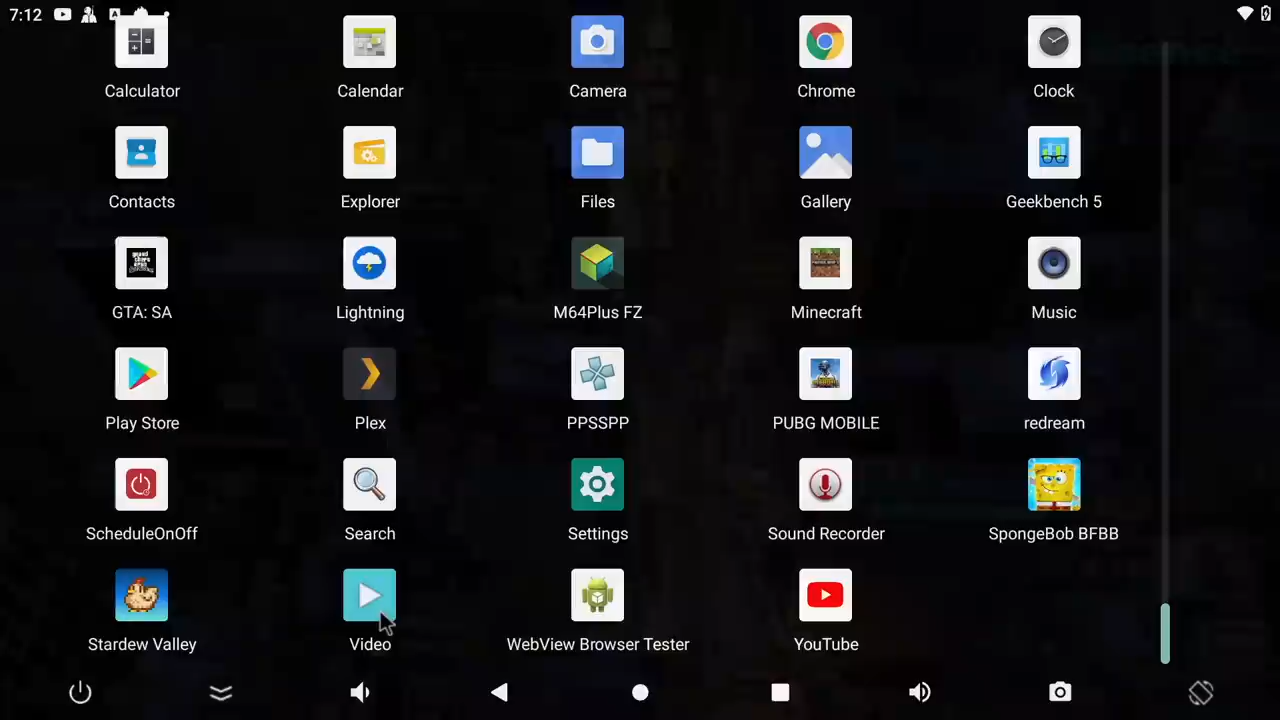 7:12
Calculator
Calendar
Camera
Chrome
Clock
Contacts
Explorer
Files
Gallery
Geekbench 5
GTA: SA
Lightning
M64Plus FZ
Minecraft
Music
Play Store
Plex
PPSSPP
PUBG MOBILE
redream
ScheduleOnOff
Search
Settings
Sound Recorder
SpongeBob BFBB
Stardew Valley
Video
WebView Browser Tester
YouTube